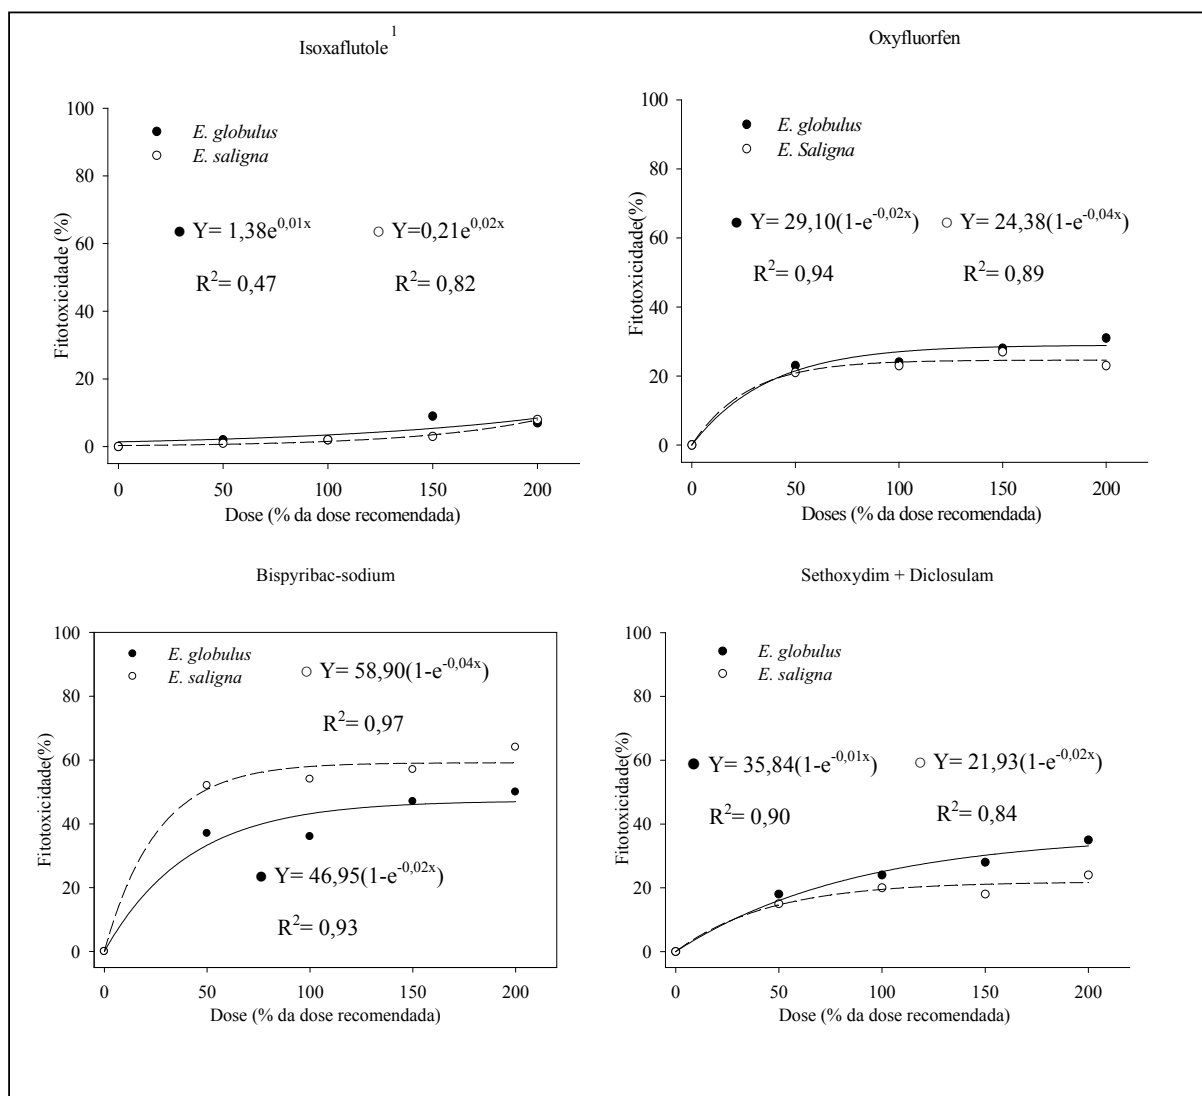 Isoxaflutole 1
100
80
60
40
20
0
Fitotoxicidade (%)
E. globulus
E. saligna
Y= 1,38e^0,01x
Y=0,21e^0,02x
R²= 0,47
R²= 0,82
0 50 100 150 200
Dose (% da dose recomendada)
Oxyfluorfen
100
80
60
40
20
0
Fitotoxicidade (%)
E. globulus
E. Saligna
Y= 29,10(1-e^-0,02x)
Y= 24,38(1-e^-0,04x)
R²= 0,94
R²= 0,89
0 50 100 150 200
Doses (% da dose recomendada)
Bispyribac-sodium
100
80
60
40
20
0
Fitotoxicidade(%)
E. globulus
E. saligna
Y= 58,90(1-e^-0,04x)
R²= 0,97
Y= 46,95(1-e^-0,02x)
R²= 0,93
0 50 100 150 200
Dose (% da dose recomendada)
Sethoxydim + Diclosulam
100
80
60
40
20
0
Fitotoxicidade(%)
E. globulus
E. saligna
Y= 35,84(1-e^-0,01x)
Y= 21,93(1-e^-0,02x)
R²= 0,90
R²= 0,84
0 50 100 150 200
Dose (% da dose recomendada)